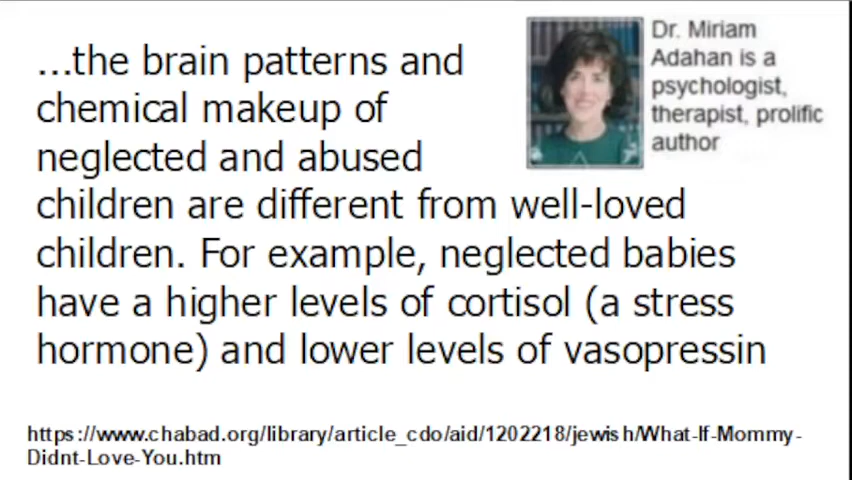 ...the brain patterns and
chemical makeup of
neglected and abused
children are different from well-loved
children. For example, neglected babies
have a higher levels of cortisol (a stress
hormone) and lower levels of vasopressin
Dr. Miriam
Adahan is a
psychologist,
therapist, prolific
author
https://www.chabad.org/library/article_cdo/aid/1202218/jewish/What-If-Mommy-
Didnt-Love-You.htm